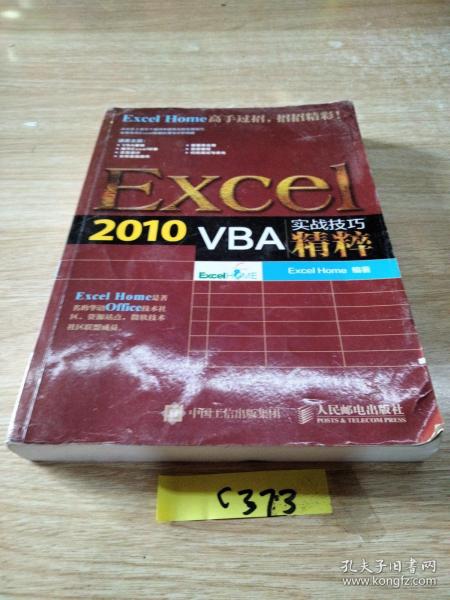 Excel Home高手过招，招招精彩！
Excel
2010 VBA 实战技巧
精粹
ExcelHOME
Excel Home 编著
Excel Home是著
名的华语Office技术社
区，资源站点，微软技术
社区联盟成员。
中国工信出版集团
人民邮电出版社
POSTS & TELECOM PRESS
C373
孔夫子旧书网
www.kongfz.com